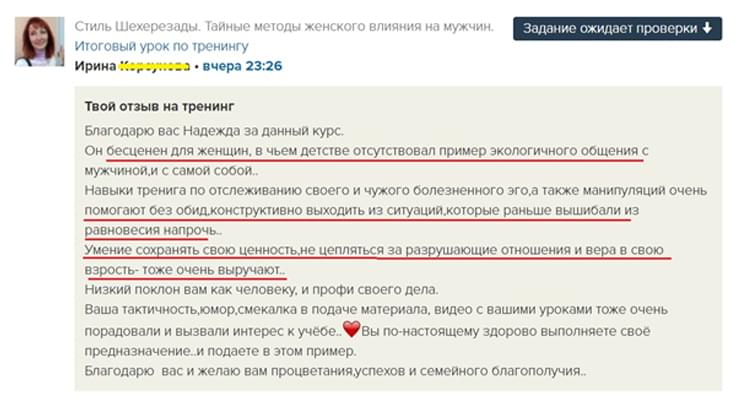 Стиль Шехерезады. Тайные методы женского влияния на мужчин.
Задание ожидает проверки
Итоговый урок по тренингу
Ирина • вчера 23:26
Твой отзыв на тренинг
Благодарю вас Надежда за данный курс.
Он бесценен для женщин, в чьем детстве отсутствовал пример экологичного общения с
мужчиной,и с самой собой..
Навыки тренига по отслеживанию своего и чужого болезненного эго,а также манипуляций очень
помогают без обид,конструктивно выходить из ситуаций,которые раньше вышибали из
равновесия напрочь..
Умение сохранять свою ценность,не цепляться за разрушающие отношения и вера в свою
взрость- тоже очень выручают..
Низкий поклон вам как человеку, и профи своего дела.
Ваша тактичность,юмор,смекалка в подаче материала, видео с вашими уроками тоже очень
порадовали и вызвали интерес к учёбе..❤Вы по-настоящему здорово выполняете своё
предназначение..и подаете в этом пример.
Благодарю вас и желаю вам процветания,успехов и семейного благополучия..